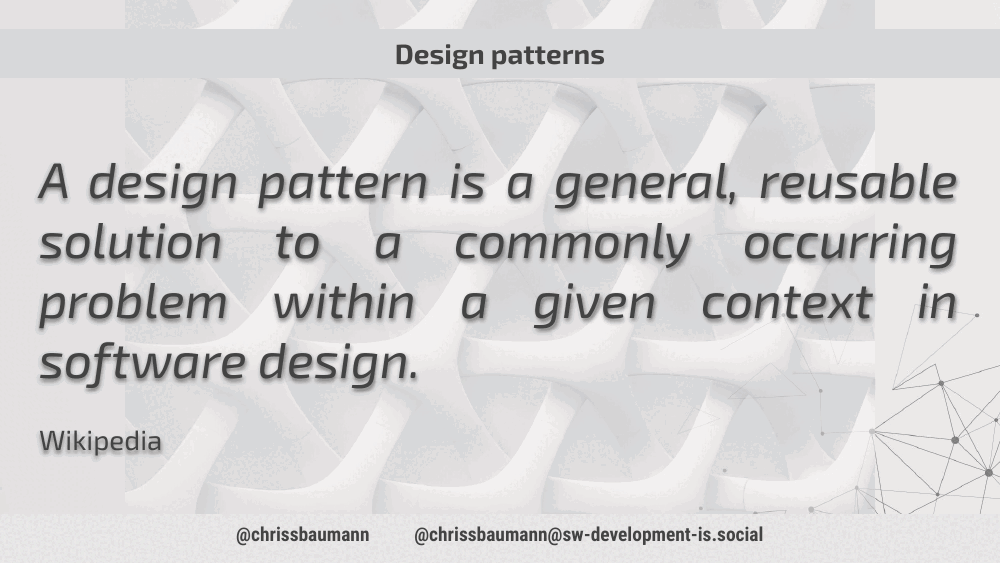 Design patterns
A design pattern is a general, reusable
solution to a commonly occurring
problem within a given context in
software design.
Wikipedia
@chrissbaumann @chrissbaumann@sw-development-is.social